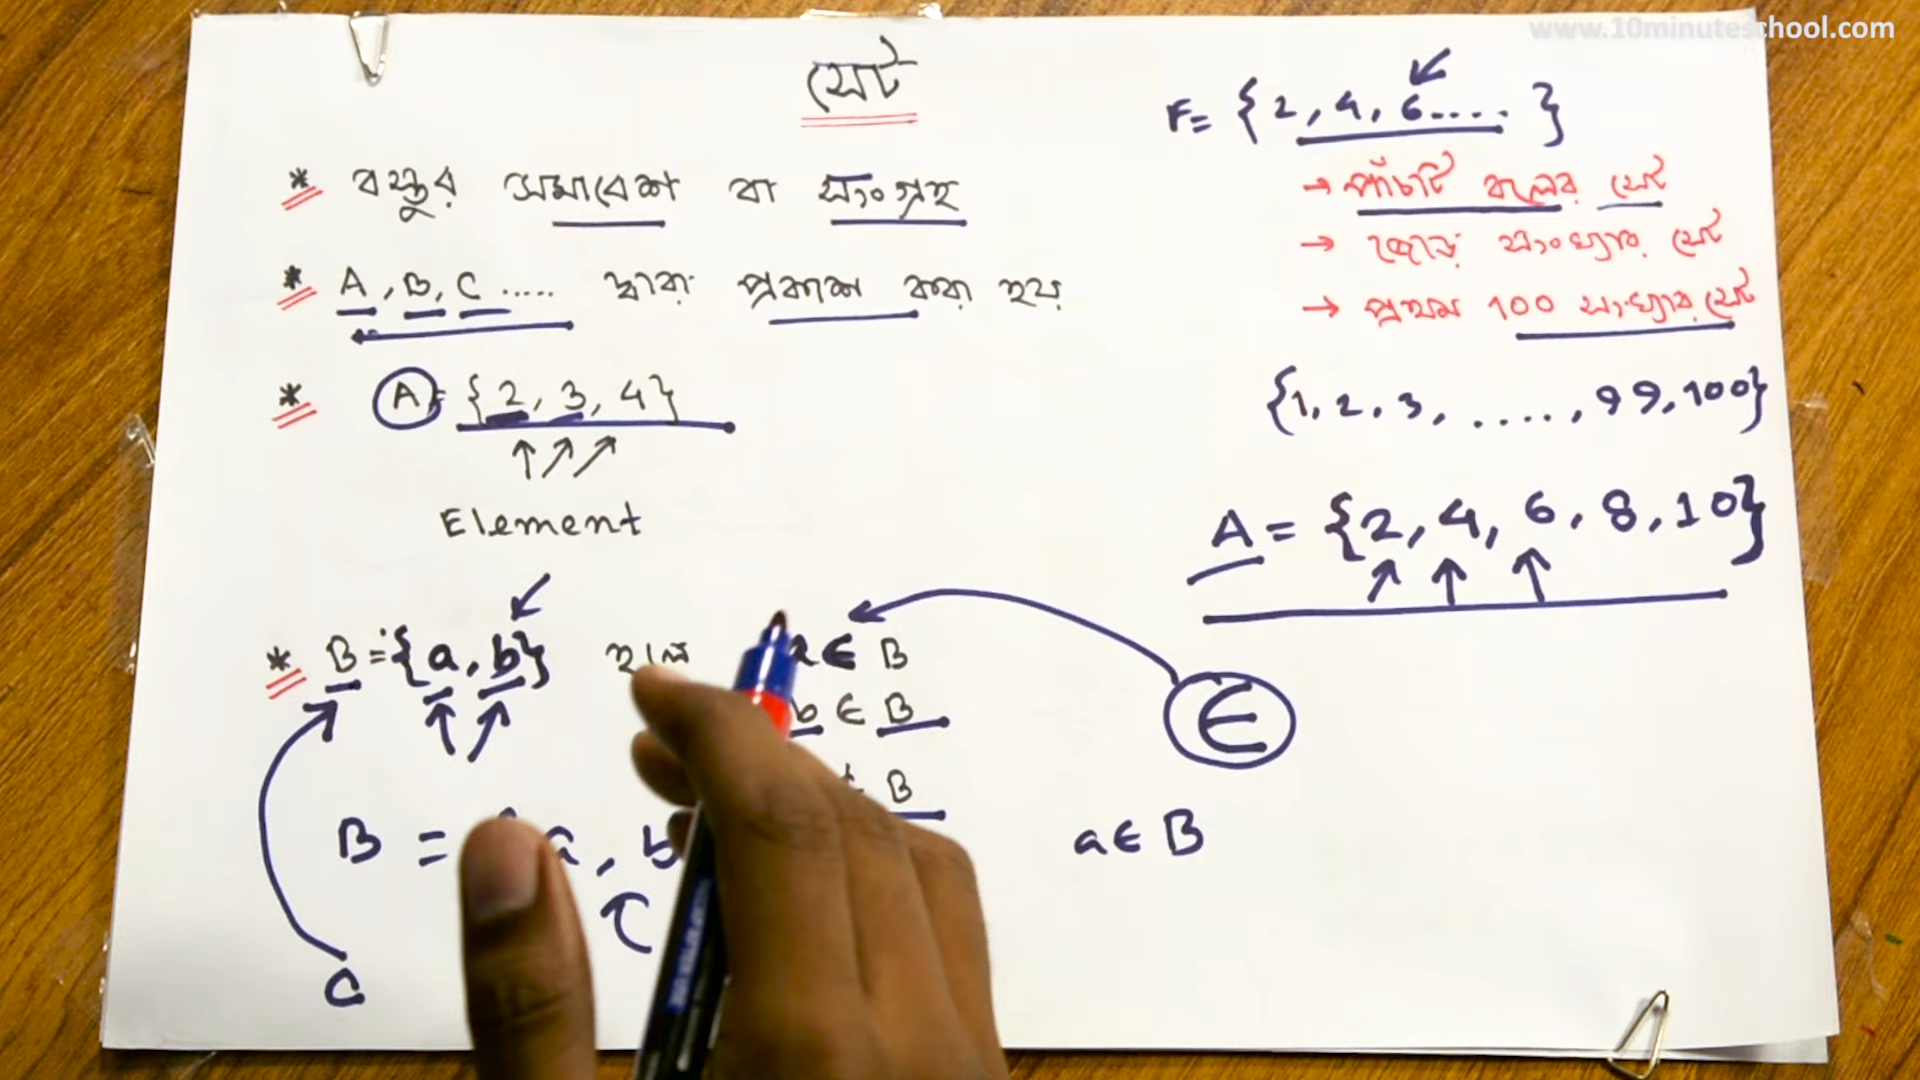 www.10minuteschool.com
সেট
* বস্তুর সমাবেশ বা সংগ্রহ
* A, B, C ..... দ্বারা প্রকাশ করা হয়
* A = {2, 3, 4}
Element
* B = {a, b} হলে a ∈ B
b ∈ B
B
B = a, b
c
F = {2, 4, 6.....}
→ পাঁচটি বলের সেট
→ জোড় সংখ্যার সেট
→ প্রথম 100 সংখ্যার সেট
{1, 2, 3, ....., 99, 100}
A = {2, 4, 6, 8, 10}
∈
a ∈ B